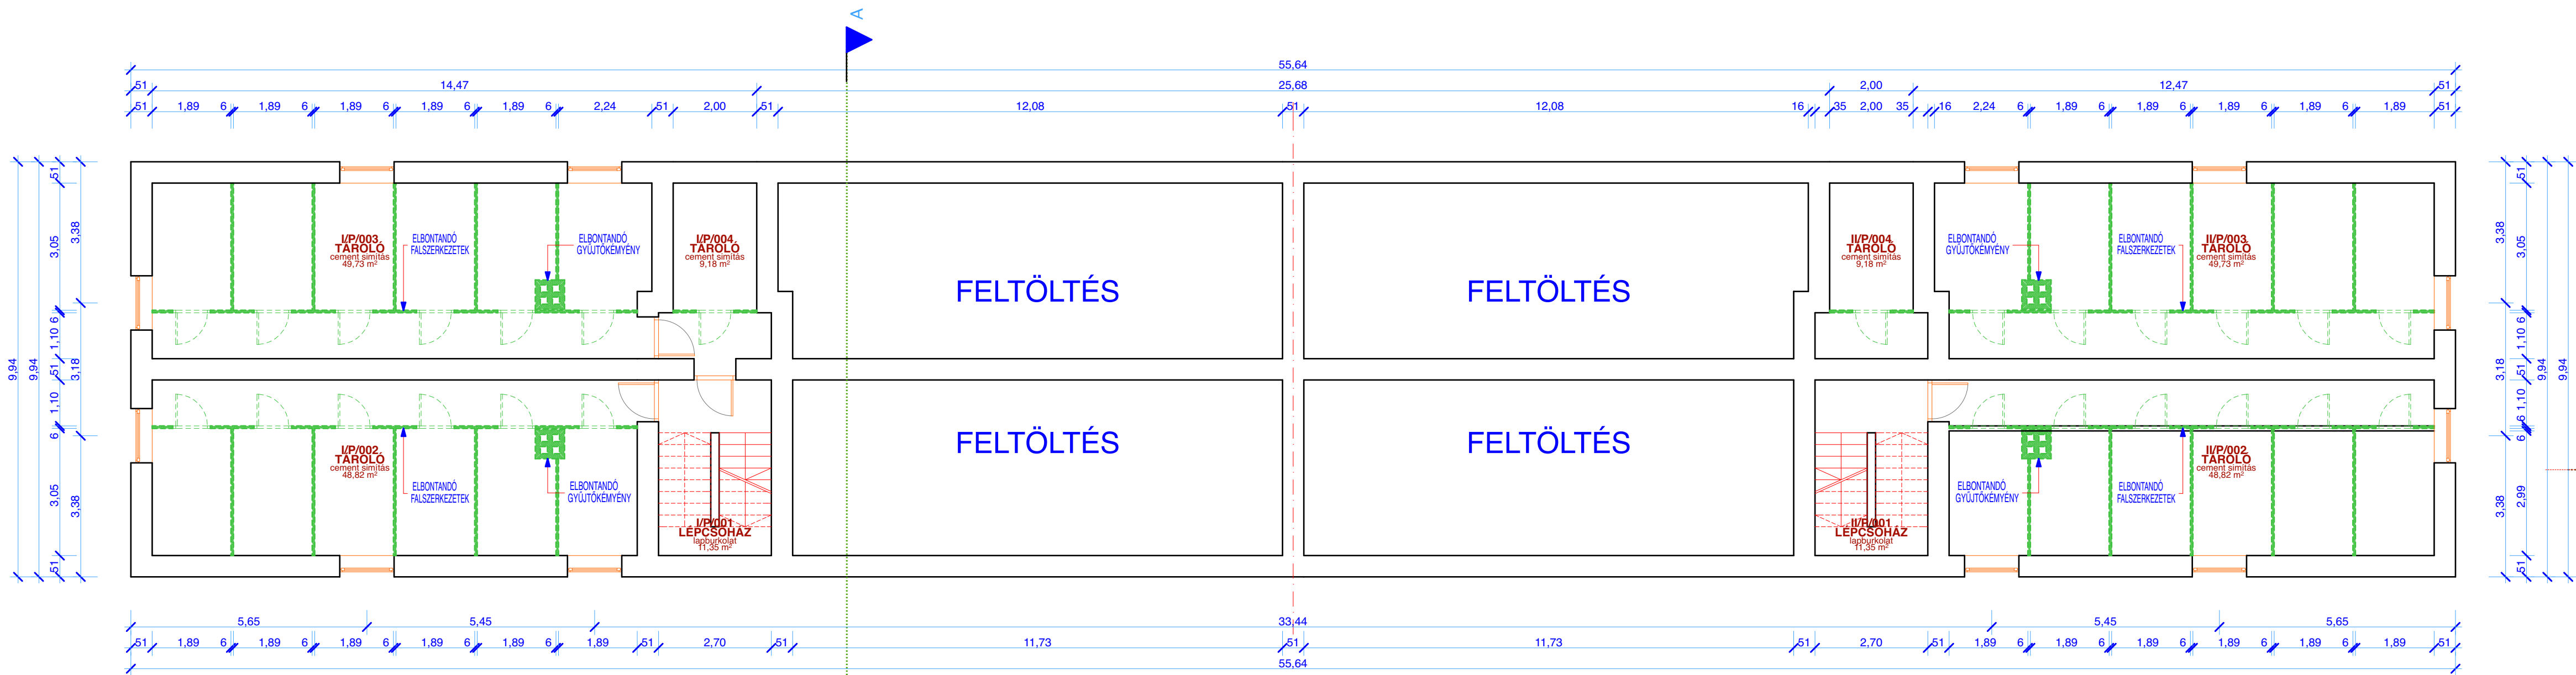 A
55,64
51 14,47 25,68 2,00 12,47 51
51 1,89 6 1,89 6 1,89 6 1,89 6 1,89 6 2,24 51 2,00 51 12,08 51 12,08 16 35 2,00 35 16 2,24 6 1,89 6 1,89 6 1,89 6 1,89 6 1,89 51
9,94
9,94
51 3,05 6 1,10 51 1,10 6 3,05 51
3,38 3,18 3,38
I/P/003.
TÁROLÓ
cement simítás
49,73 m²
ELBONTANDÓ
FALSZERKEZETEK
ELBONTANDÓ
GYŰJTŐKÉMÉNY
I/P/004.
TÁROLÓ
cement simítás
9,18 m²
FELTÖLTÉS
FELTÖLTÉS
II/P/004.
TÁROLÓ
cement simítás
9,18 m²
ELBONTANDÓ
GYŰJTŐKÉMÉNY
ELBONTANDÓ
FALSZERKEZETEK
II/P/003.
TÁROLÓ
cement simítás
49,73 m²
I/P/002.
TÁROLÓ
cement simítás
48,82 m²
ELBONTANDÓ
FALSZERKEZETEK
ELBONTANDÓ
GYŰJTŐKÉMÉNY
I/P/001
LÉPCSŐHÁZ
lapburkolat
11,35 m²
FELTÖLTÉS
FELTÖLTÉS
II/P/001
LÉPCSŐHÁZ
lapburkolat
11,35 m²
ELBONTANDÓ
GYŰJTŐKÉMÉNY
ELBONTANDÓ
FALSZERKEZETEK
II/P/002.
TÁROLÓ
cement simítás
48,82 m²
3,38 3,18 3,38
51 3,05 1,10 6 51 1,10 6 2,99 51
9,94
9,94
5,65 5,45 33,44 5,45 5,65
51 1,89 6 1,89 6 1,89 6 1,89 6 1,89 6 1,89 51 2,70 51 11,73 51 11,73 51 2,70 51 1,89 6 1,89 6 1,89 6 1,89 6 1,89 6 1,89 51
55,64